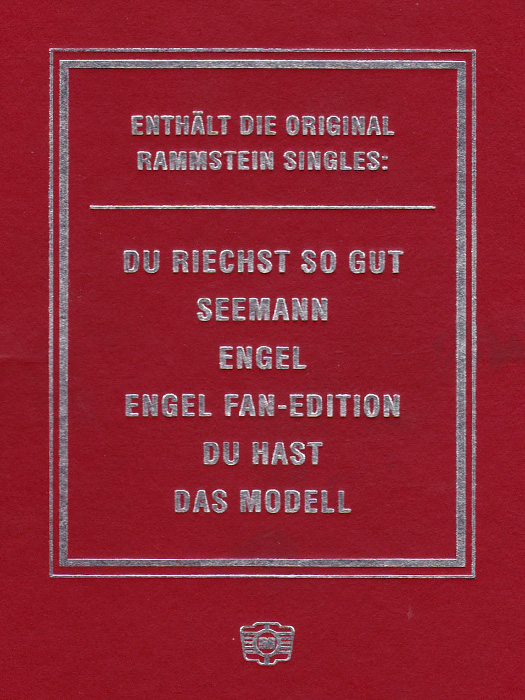 ENTHÄLT DIE ORIGINAL
RAMMSTEIN SINGLES:
DU RIECHST SO GUT
SEEMANN
ENGEL
ENGEL FAN-EDITION
DU HAST
DAS MODELL